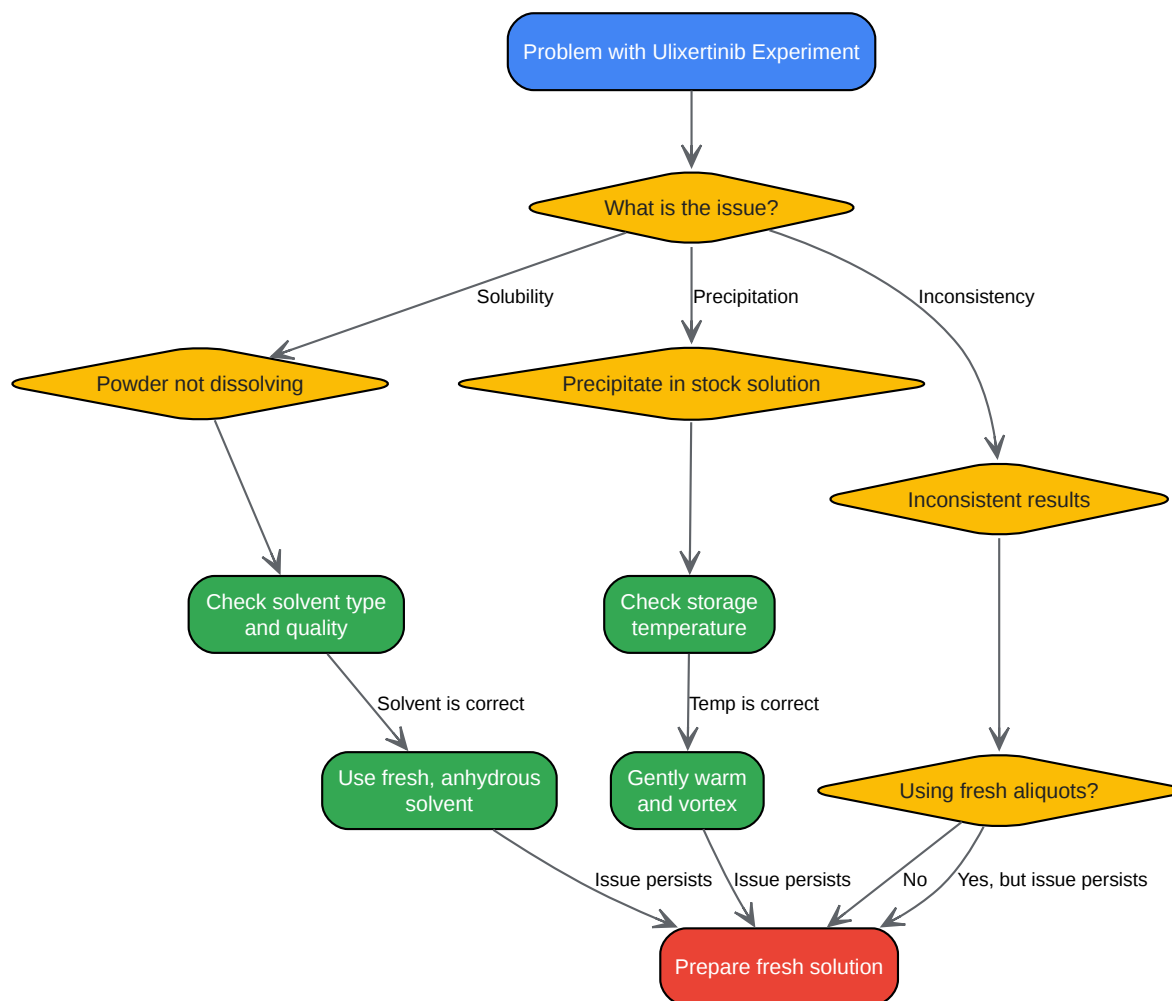 Problem with Ulixertinib Experiment
What is the issue?
Solubility
Precipitation
Inconsistency
Powder not dissolving
Precipitate in stock solution
Inconsistent results
Check solvent type
and quality
Check storage
temperature
Solvent is correct
Temp is correct
Use fresh, anhydrous
solvent
Gently warm
and vortex
Using fresh aliquots?
Issue persists
Issue persists
No
Yes, but issue persists
Prepare fresh solution